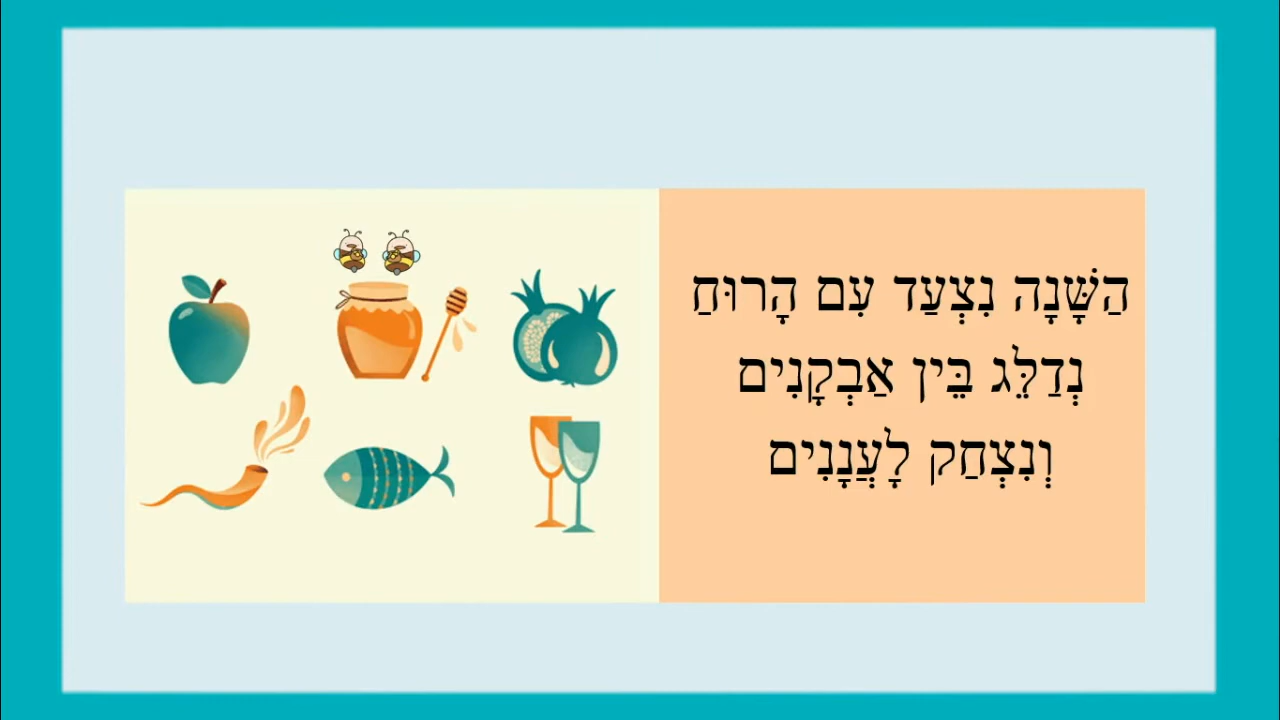 הַשָּׁנָה נִצְעַד עִם הָרוּחַ
נְדַלֵּג בֵּין אַבְקָנִים
וְנִצְחַק לָעֲנָנִים